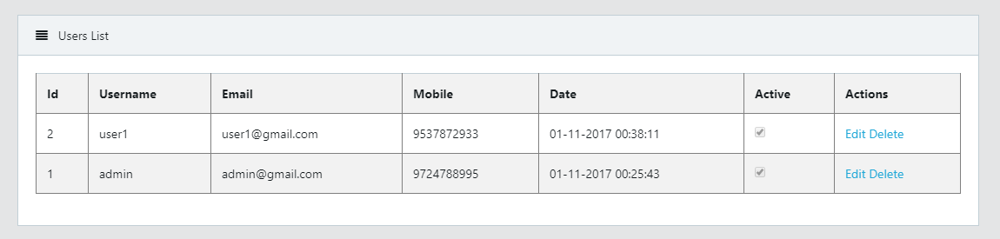 Users List
Id Username Email Mobile Date Active Actions
2 user1 user1@gmail.com 9537872933 01-11-2017 00:38:11 Edit Delete
1 admin admin@gmail.com 9724788995 01-11-2017 00:25:43 Edit Delete